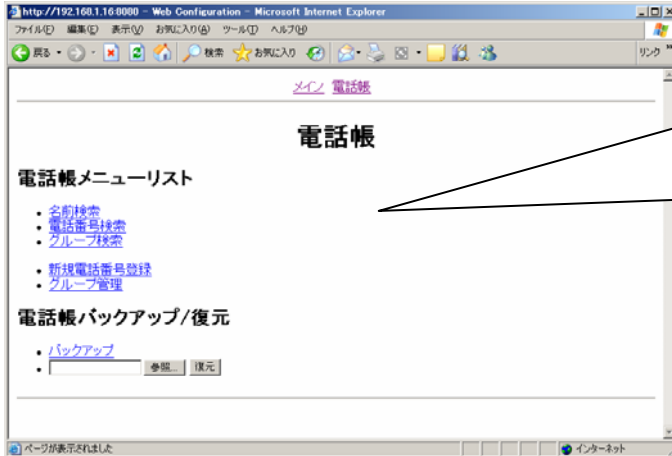 http://192.168.1.16:8080 - Web Configuration - Microsoft Internet Explorer
ファイル(F) 編集(E) 表示(V) お気に入り(A) ツール(T) ヘルプ(H)
戻る 検索 お気に入り リンク
メイン 電話帳
電話帳
電話帳メニューリスト
名前検索
電話番号検索
グループ検索
新規電話番号登録
グループ管理
電話帳バックアップ/復元
バックアップ
参照... 復元
ページが表示されました インターネット